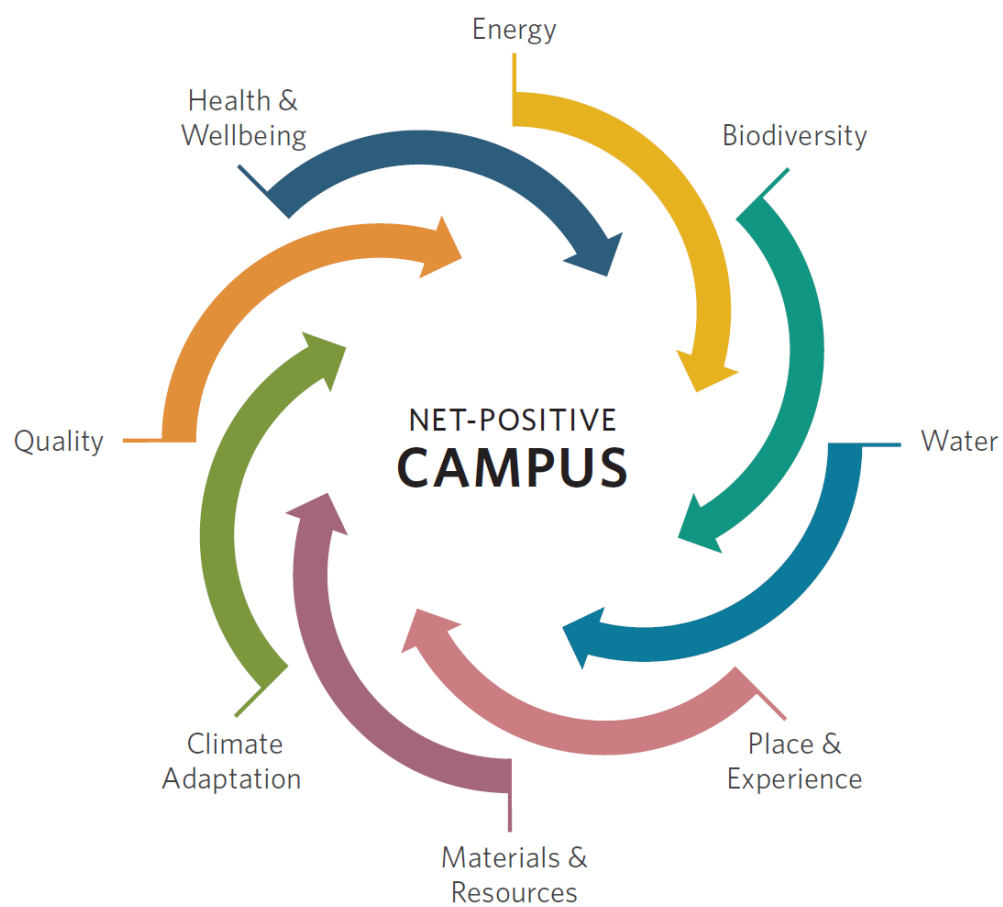 Energy
Health &
Wellbeing
Biodiversity
NET-POSITIVE
CAMPUS
Quality
Water
Climate
Adaptation
Place &
Experience
Materials &
Resources